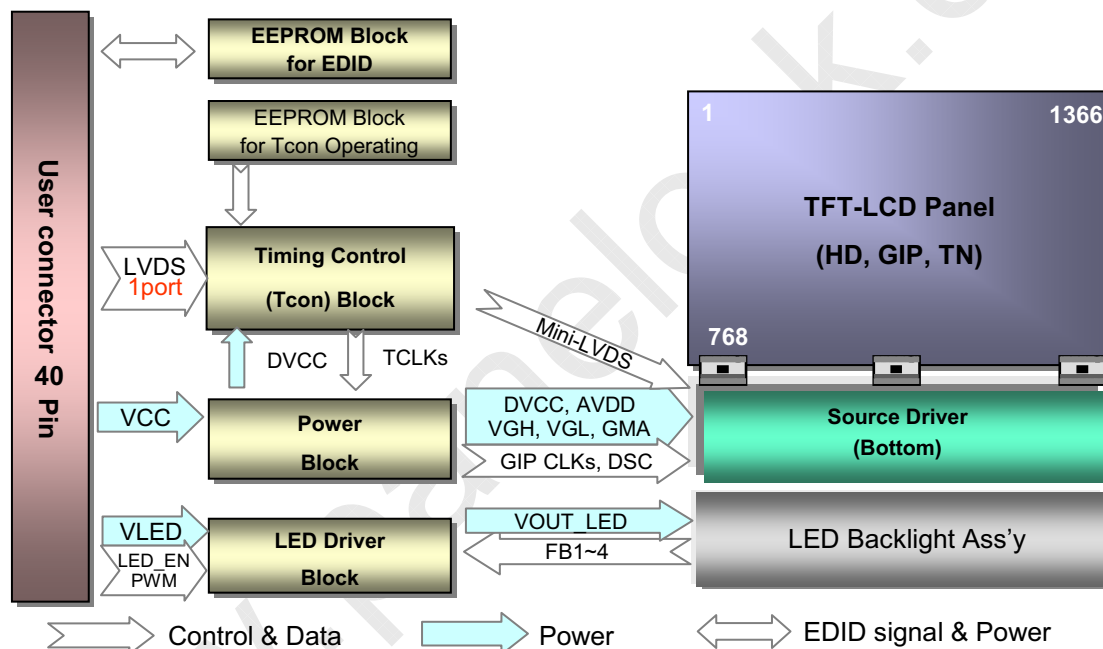 User connector 40 Pin
EEPROM Block
for EDID
EEPROM Block
for Tcon Operating
LVDS
1port
Timing Control
(Tcon) Block
DVCC
TCLKs
Mini-LVDS
VCC
Power
Block
DVCC, AVDD
VGH, VGL, GMA
GIP CLKs, DSC
VLED
LED_EN
PWM
LED Driver
Block
VOUT_LED
FB1~4
1
1366
TFT-LCD Panel
(HD, GIP, TN)
768
Source Driver
(Bottom)
LED Backlight Ass'y
Control & Data
Power
EDID signal & Power